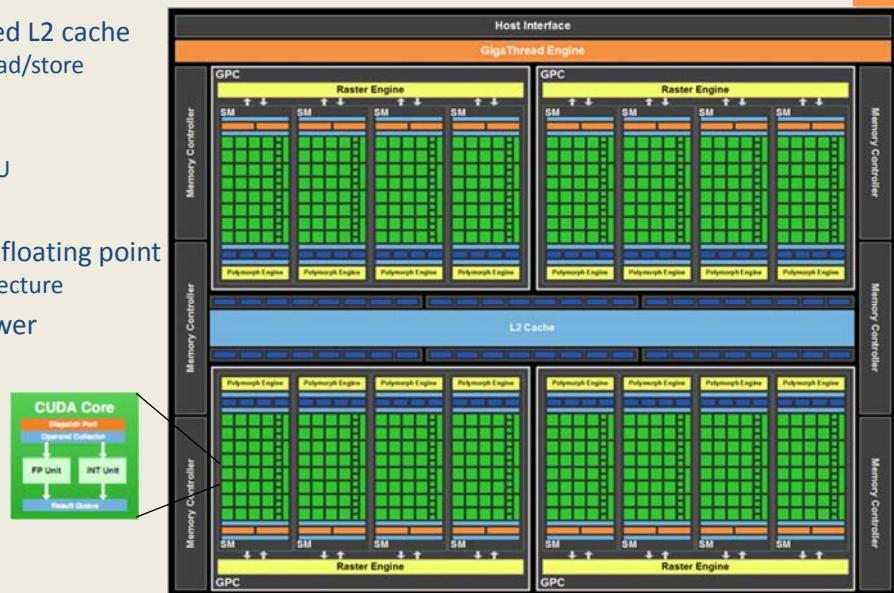 ed L2 cache
ad/store
U
floating point
ecture
wer
CUDA Core
Dispatch Port
Operand Collector
FP Unit
INT Unit
Result Queue
Host Interface
GigaThread Engine
GPC
GPC
Raster Engine
Raster Engine
SM
SM
SM
SM
SM
SM
SM
SM
Memory Controller
Memory Controller
Polymorph Engine
Polymorph Engine
Polymorph Engine
Polymorph Engine
Polymorph Engine
Polymorph Engine
Polymorph Engine
Polymorph Engine
Memory Controller
L2 Cache
Memory Controller
Polymorph Engine
Polymorph Engine
Polymorph Engine
Polymorph Engine
Polymorph Engine
Polymorph Engine
Polymorph Engine
Polymorph Engine
Memory Controller
Memory Controller
SM
SM
SM
SM
SM
SM
SM
SM
Raster Engine
Raster Engine
GPC
GPC